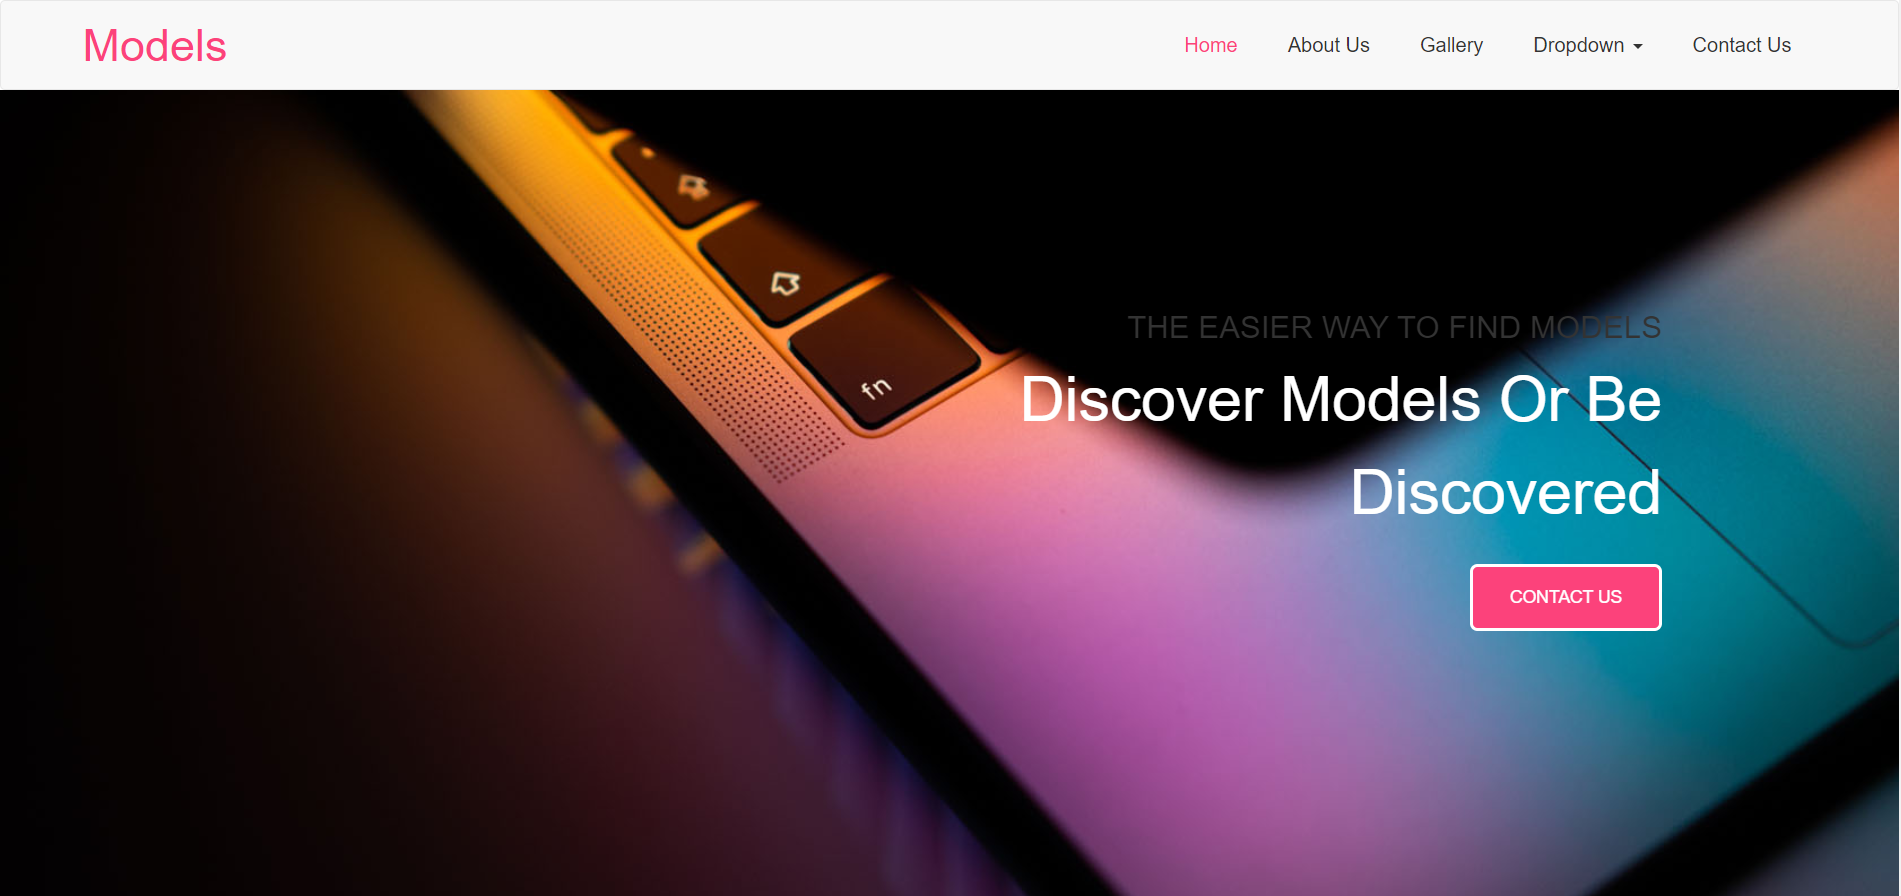 Models
Home About Us Gallery Dropdown Contact Us
THE EASIER WAY TO FIND MODELS
Discover Models Or Be
Discovered
CONTACT US
fn